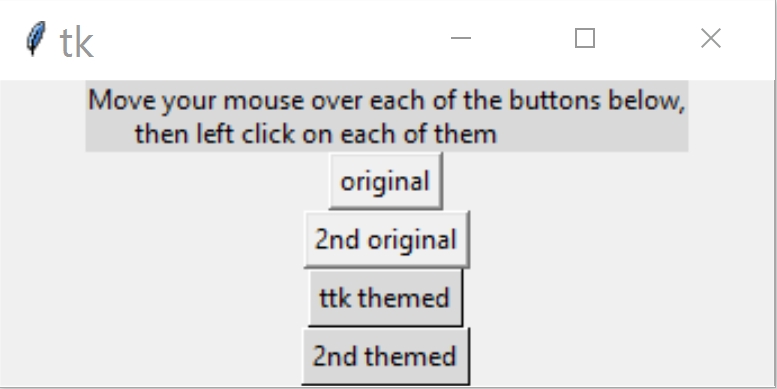 tk
Move your mouse over each of the buttons below,
then left click on each of them
original
2nd original
ttk themed
2nd themed